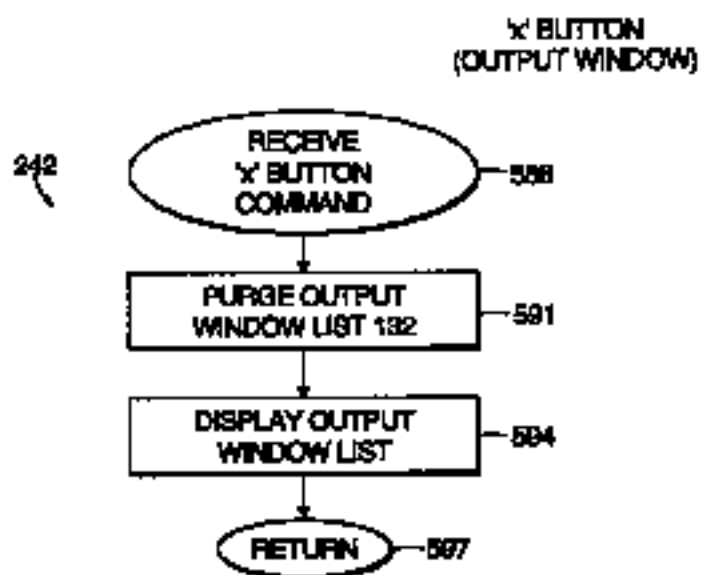 'x' BUTTON
(OUTPUT WINDOW)
242
RECEIVE
'x' BUTTON
COMMAND
588
PURGE OUTPUT
WINDOW LIST 132
591
DISPLAY OUTPUT
WINDOW LIST
594
RETURN
597